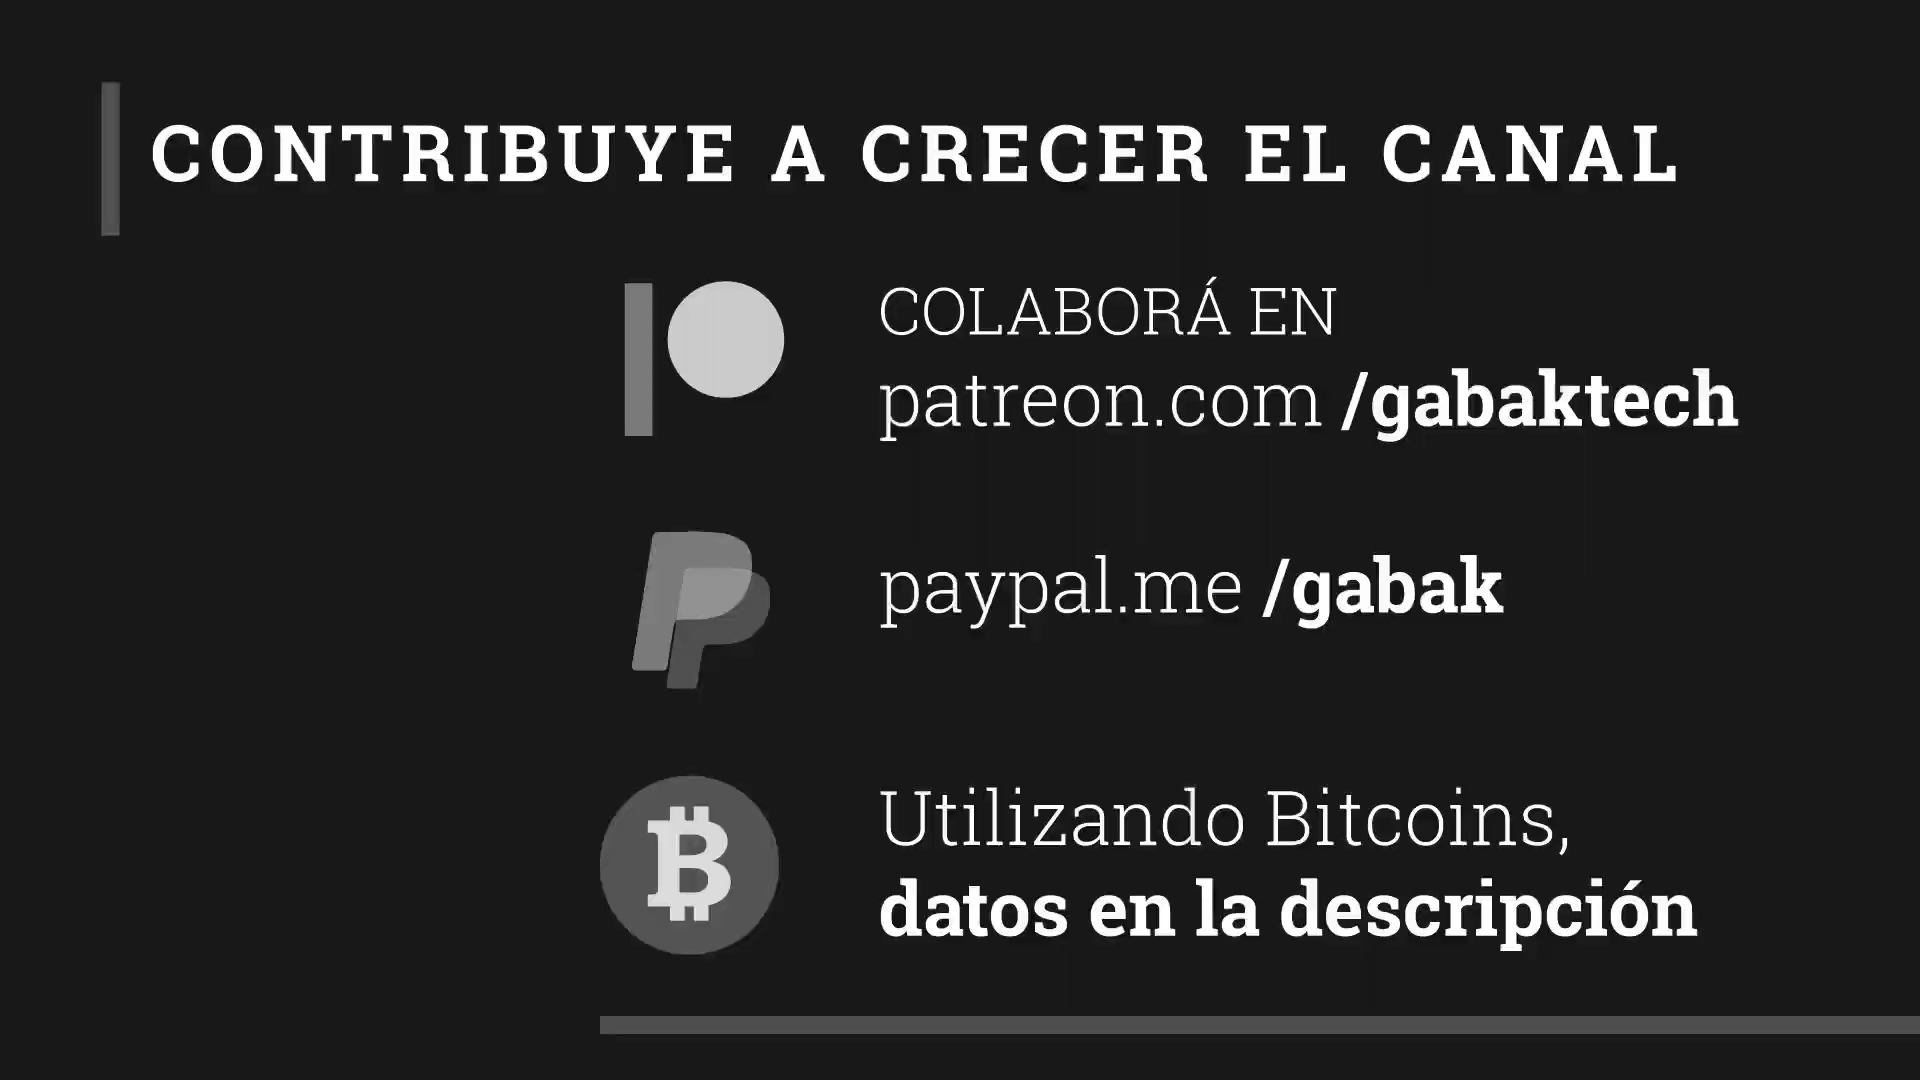 CONTRIBUYE A CRECER EL CANAL
COLABORÁ EN
patreon.com /gabaktech
paypal.me /gabak
Utilizando Bitcoins,
datos en la descripción